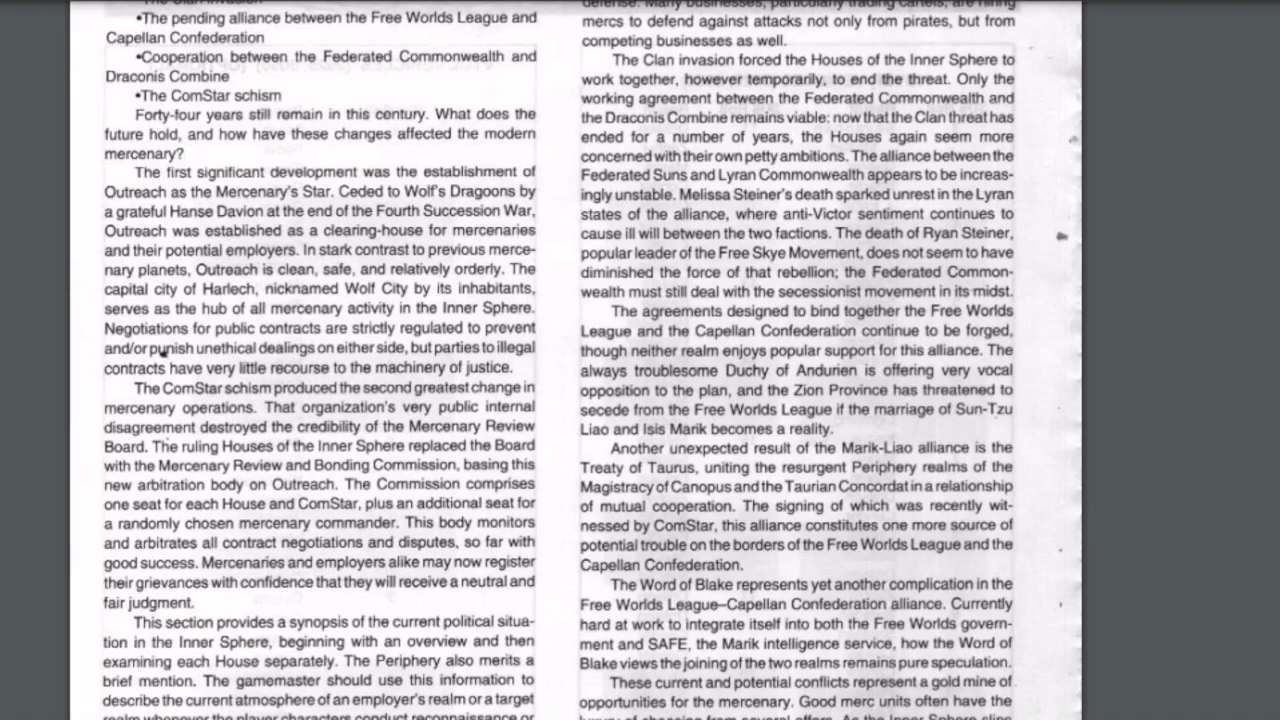 The Clan invasion
•The pending alliance between the Free Worlds League and
Capellan Confederation
•Cooperation between the Federated Commonwealth and
Draconis Combine
•The ComStar schism
Forty-four years still remain in this century. What does the
future hold, and how have these changes affected the modern
mercenary?
The first significant development was the establishment of
Outreach as the Mercenary's Star. Ceded to Wolf's Dragoons by
a grateful Hanse Davion at the end of the Fourth Succession War,
Outreach was established as a clearing-house for mercenaries
and their potential employers. In stark contrast to previous merce-
nary planets, Outreach is clean, safe, and relatively orderly. The
capital city of Harlech, nicknamed Wolf City by its inhabitants,
serves as the hub of all mercenary activity in the Inner Sphere.
Negotiations for public contracts are strictly regulated to prevent
and/or punish unethical dealings on either side, but parties to illegal
contracts have very little recourse to the machinery of justice.
The ComStar schism produced the second greatest change in
mercenary operations. That organization's very public internal
disagreement destroyed the credibility of the Mercenary Review
Board. The ruling Houses of the Inner Sphere replaced the Board
with the Mercenary Review and Bonding Commission, basing this
new arbitration body on Outreach. The Commission comprises
one seat for each House and ComStar, plus an additional seat for
a randomly chosen mercenary commander. This body monitors
and arbitrates all contract negotiations and disputes, so far with
good success. Mercenaries and employers alike may now register
their grievances with confidence that they will receive a neutral and
fair judgment.
This section provides a synopsis of the current political situa-
tion in the Inner Sphere, beginning with an overview and then
examining each House separately. The Periphery also merits a
brief mention. The gamemaster should use this information to
describe the current atmosphere of an employer's realm or a target
realm whenever the player characters conduct reconnaissance or
defense. Many businesses, particularly trading cartels, are hiring
mercs to defend against attacks not only from pirates, but from
competing businesses as well.
The Clan invasion forced the Houses of the Inner Sphere to
work together, however temporarily, to end the threat. Only the
working agreement between the Federated Commonwealth and
the Draconis Combine remains viable: now that the Clan threat has
ended for a number of years, the Houses again seem more
concerned with their own petty ambitions. The alliance between the
Federated Suns and Lyran Commonwealth appears to be increas-
ingly unstable. Melissa Steiner's death sparked unrest in the Lyran
states of the alliance, where anti-Victor sentiment continues to
cause ill will between the two factions. The death of Ryan Steiner,
popular leader of the Free Skye Movement, does not seem to have
diminished the force of that rebellion; the Federated Common-
wealth must still deal with the secessionist movement in its midst.
The agreements designed to bind together the Free Worlds
League and the Capellan Confederation continue to be forged,
though neither realm enjoys popular support for this alliance. The
always troublesome Duchy of Andurien is offering very vocal
opposition to the plan, and the Zion Province has threatened to
secede from the Free Worlds League if the marriage of Sun-Tzu
Liao and Isis Marik becomes a reality.
Another unexpected result of the Marik-Liao alliance is the
Treaty of Taurus, uniting the resurgent Periphery realms of the
Magistracy of Canopus and the Taurian Concordat in a relationship
of mutual cooperation. The signing of which was recently wit-
nessed by ComStar, this alliance constitutes one more source of
potential trouble on the borders of the Free Worlds League and the
Capellan Confederation.
The Word of Blake represents yet another complication in the
Free Worlds League–Capellan Confederation alliance. Currently
hard at work to integrate itself into both the Free Worlds govern-
ment and SAFE, the Marik intelligence service, how the Word of
Blake views the joining of the two realms remains pure speculation.
These current and potential conflicts represent a gold mine of
opportunities for the mercenary. Good merc units often have the